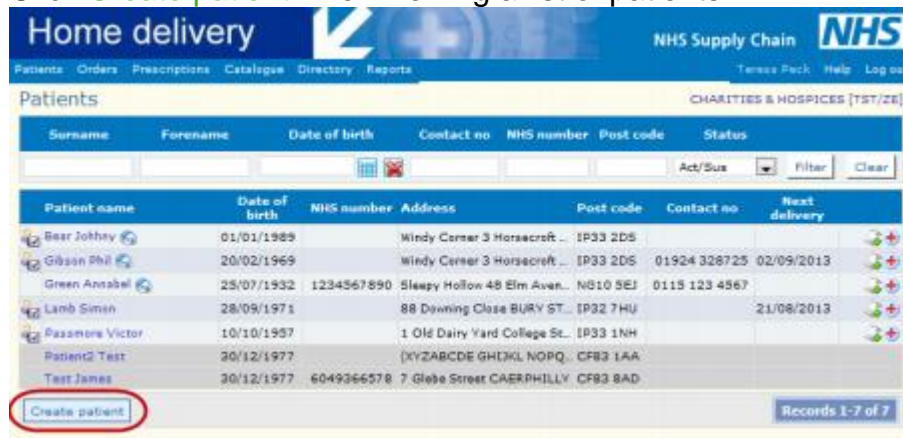 Home delivery
NHS Supply Chain NHS
Patients Orders Prescriptions Catalogue Directory Reports
Teresa Peck Help Log out
Patients
CHARITIES & HOSPICES [TST/ZE]
Surname Forename Date of birth Contact no NHS number Post code Status
Act/Sus Filter Clear
Patient name Date of birth NHS number Address Post code Contact no Next delivery
Bear Johhny 01/01/1989 Windy Corner 3 Horsecroft ... IP33 2DS
Gibson Phil 20/02/1969 Windy Corner 3 Horsecroft ... IP33 2DS 01924 328725 02/09/2013
Green Annabel 25/07/1932 1234567890 Sleepy Hollow 48 Elm Aven... NG10 5EJ 0115 123 4567
Lamb Simon 28/09/1971 88 Downing Close BURY ST... IP32 7HU 21/08/2013
Passmore Victor 10/10/1957 1 Old Dairy Yard College St... IP33 1NH
Patient2 Test 30/12/1977 (XYZABCDE GHIJKL NOPQ... CF83 1AA
Test James 30/12/1977 6049366578 7 Glebe Street CAERPHILLY CF83 8AD
Create patient
Records 1-7 of 7